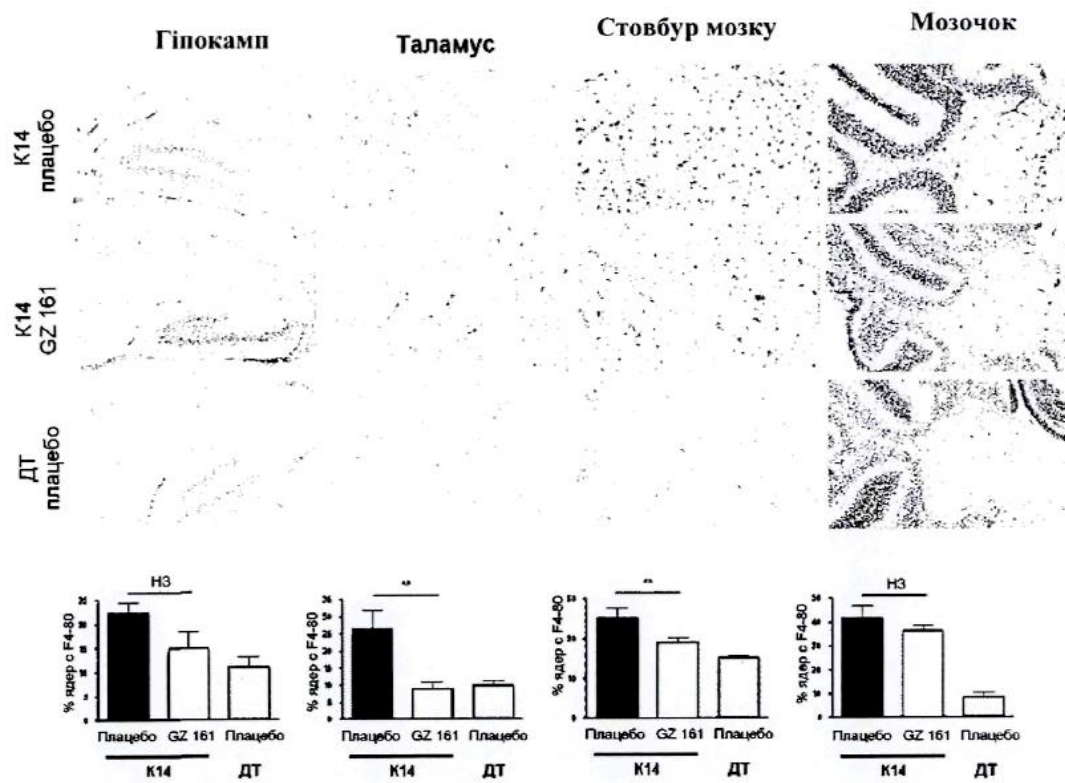 Гіпокамп Таламус Стовбур мозку Мозочок
К14
плацебо
К14
GZ 161
ДТ
плацебо
НЗ НЗ
% ядер с F4-80
% ядер с F4-80
% ядер с F4-80
% ядер с F4-80
Плацебо GZ 161 Плацебо
К14 ДТ
Плацебо GZ 161 Плацебо
К14 ДТ
Плацебо GZ 161 Плацебо
К14 ДТ
Плацебо GZ 161 Плацебо
К14 ДТ